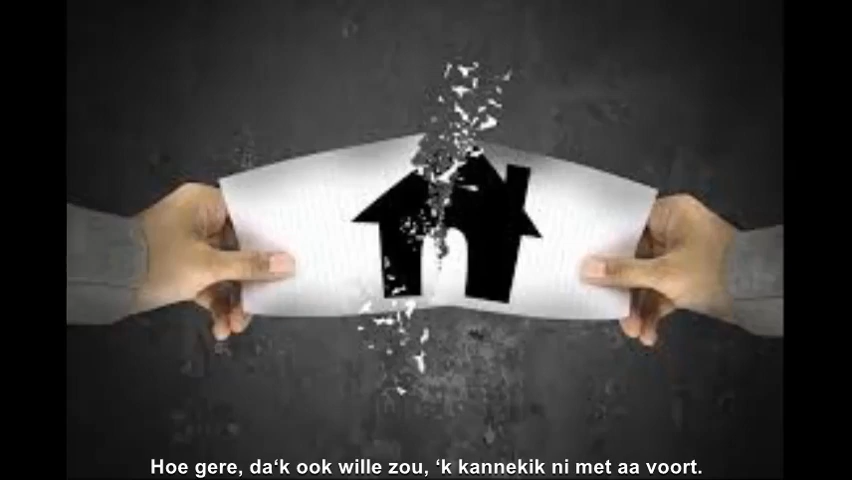 Hoe gere, da‘k ook wille zou, ‘k kannekik ni met aa voort.